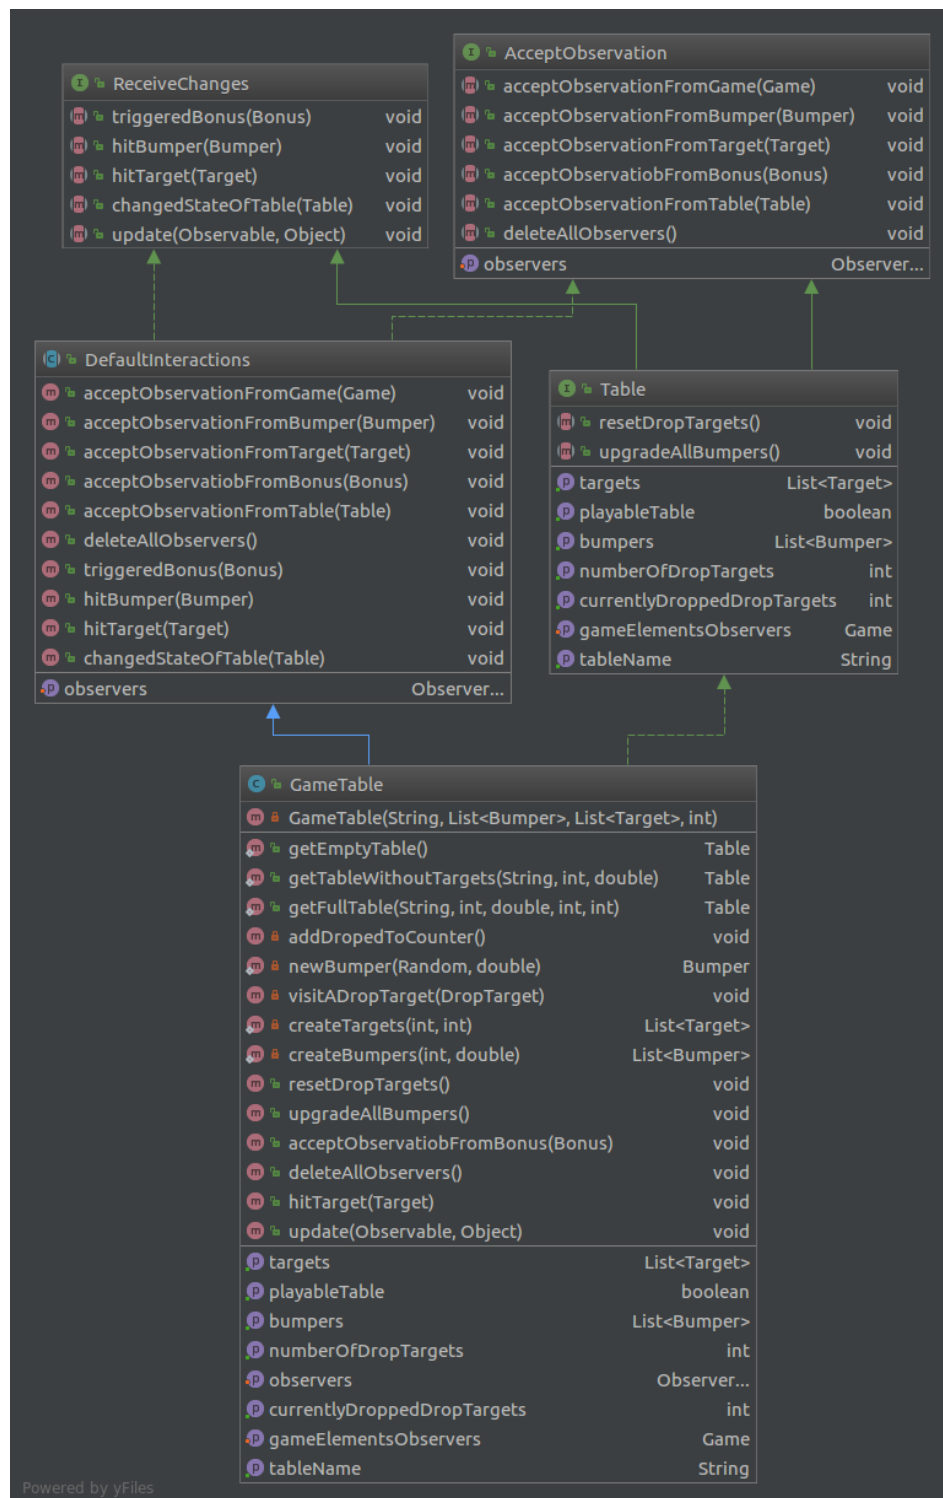 ReceiveChanges
triggeredBonus(Bonus) void
hitBumper(Bumper) void
hitTarget(Target) void
changedStateOfTable(Table) void
update(Observable, Object) void
AcceptObservation
acceptObservationFromGame(Game) void
acceptObservationFromBumper(Bumper) void
acceptObservationFromTarget(Target) void
acceptObservatiobFromBonus(Bonus) void
acceptObservationFromTable(Table) void
deleteAllObservers() void
observers Observer...
DefaultInteractions
acceptObservationFromGame(Game) void
acceptObservationFromBumper(Bumper) void
acceptObservationFromTarget(Target) void
acceptObservatiobFromBonus(Bonus) void
acceptObservationFromTable(Table) void
deleteAllObservers() void
triggeredBonus(Bonus) void
hitBumper(Bumper) void
hitTarget(Target) void
changedStateOfTable(Table) void
observers Observer...
Table
resetDropTargets() void
upgradeAllBumpers() void
targets List<Target>
playableTable boolean
bumpers List<Bumper>
numberOfDropTargets int
currentlyDroppedDropTargets int
gameElementsObservers Game
tableName String
GameTable
GameTable(String, List<Bumper>, List<Target>, int)
getEmptyTable() Table
getTableWithoutTargets(String, int, double) Table
getFullTable(String, int, double, int, int) Table
addDropedToCounter() void
newBumper(Random, double) Bumper
visitADropTarget(DropTarget) void
createTargets(int, int) List<Target>
createBumpers(int, double) List<Bumper>
resetDropTargets() void
upgradeAllBumpers() void
acceptObservatiobFromBonus(Bonus) void
deleteAllObservers() void
hitTarget(Target) void
update(Observable, Object) void
targets List<Target>
playableTable boolean
bumpers List<Bumper>
numberOfDropTargets int
observers Observer...
currentlyDroppedDropTargets int
gameElementsObservers Game
tableName String
Powered by yFiles